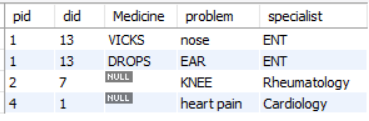 pid did Medicine problem specialist
1 13 VICKS nose ENT
1 13 DROPS EAR ENT
2 7 NULL KNEE Rheumatology
4 1 NULL heart pain Cardiology